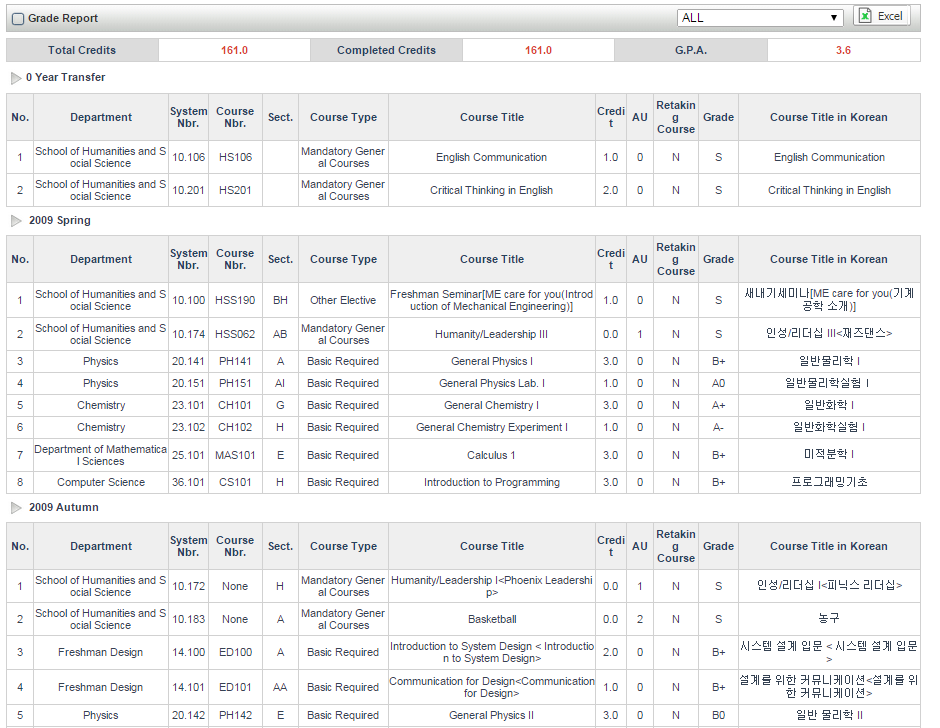 Grade Report ALL Excel
Total Credits 161.0 Completed Credits 161.0 G.P.A. 3.6
0 Year Transfer
No. Department System Nbr. Course Nbr. Sect. Course Type Course Title Credit AU Retaking Course Grade Course Title in Korean
1 School of Humanities and Social Science 10.106 HS106 Mandatory General Courses English Communication 1.0 0 N S English Communication
2 School of Humanities and Social Science 10.201 HS201 Mandatory General Courses Critical Thinking in English 2.0 0 N S Critical Thinking in English
2009 Spring
No. Department System Nbr. Course Nbr. Sect. Course Type Course Title Credit AU Retaking Course Grade Course Title in Korean
1 School of Humanities and Social Science 10.100 HSS190 BH Other Elective Freshman Seminar[ME care for you(Introduction of Mechanical Engineering)] 1.0 0 N S 새내기세미나[ME care for you(기계공학 소개)]
2 School of Humanities and Social Science 10.174 HSS062 AB Mandatory General Courses Humanity/Leadership III 0.0 1 N S 인성/리더십 III<재즈댄스>
3 Physics 20.141 PH141 A Basic Required General Physics I 3.0 0 N B+ 일반물리학 I
4 Physics 20.151 PH151 AI Basic Required General Physics Lab. I 1.0 0 N A0 일반물리학실험 I
5 Chemistry 23.101 CH101 G Basic Required General Chemistry I 3.0 0 N A+ 일반화학 I
6 Chemistry 23.102 CH102 H Basic Required General Chemistry Experiment I 1.0 0 N A- 일반화학실험 I
7 Department of Mathematical Sciences 25.101 MAS101 E Basic Required Calculus 1 3.0 0 N B+ 미적분학 I
8 Computer Science 36.101 CS101 H Basic Required Introduction to Programming 3.0 0 N B+ 프로그래밍기초
2009 Autumn
No. Department System Nbr. Course Nbr. Sect. Course Type Course Title Credit AU Retaking Course Grade Course Title in Korean
1 School of Humanities and Social Science 10.172 None H Mandatory General Courses Humanity/Leadership I<Phoenix Leadership> 0.0 1 N S 인성/리더십 I<피닉스 리더십>
2 School of Humanities and Social Science 10.183 None A Mandatory General Courses Basketball 0.0 2 N S 농구
3 Freshman Design 14.100 ED100 A Basic Required Introduction to System Design < Introduction to System Design> 2.0 0 N B+ 시스템 설계 입문 < 시스템 설계 입문 >
4 Freshman Design 14.101 ED101 AA Basic Required Communication for Design<Communication for Design> 1.0 0 N B+ 설계를 위한 커뮤니케이션<설계를 위한 커뮤니케이션>
5 Physics 20.142 PH142 E Basic Required General Physics II 3.0 0 N B0 일반 물리학 II